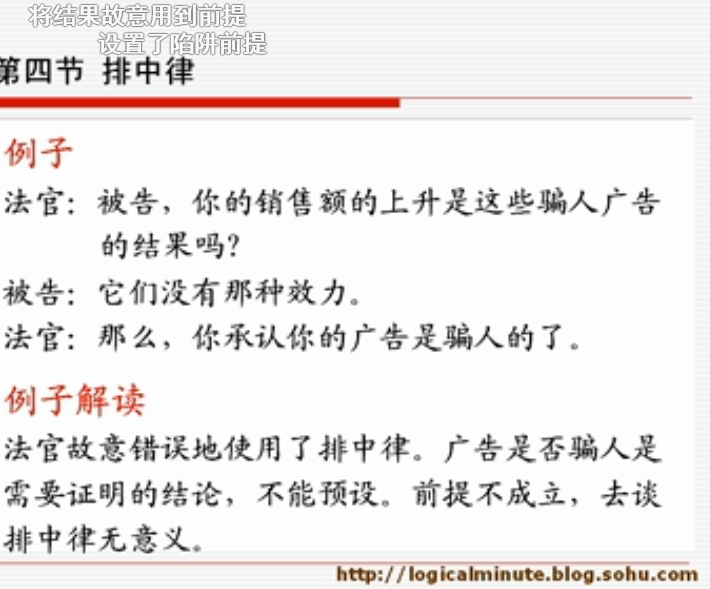 将结果故意用到前提
设置了陷阱前提
第四节 排中律
例子
法官：被告，你的销售额的上升是这些骗人广告
的结果吗？
被告：它们没有那种效力。
法官：那么，你承认你的广告是骗人的了。
例子解读
法官故意错误地使用了排中律。广告是否骗人是
需要证明的结论，不能预设。前提不成立，去谈
排中律无意义。
http://logicalminute.blog.sohu.com